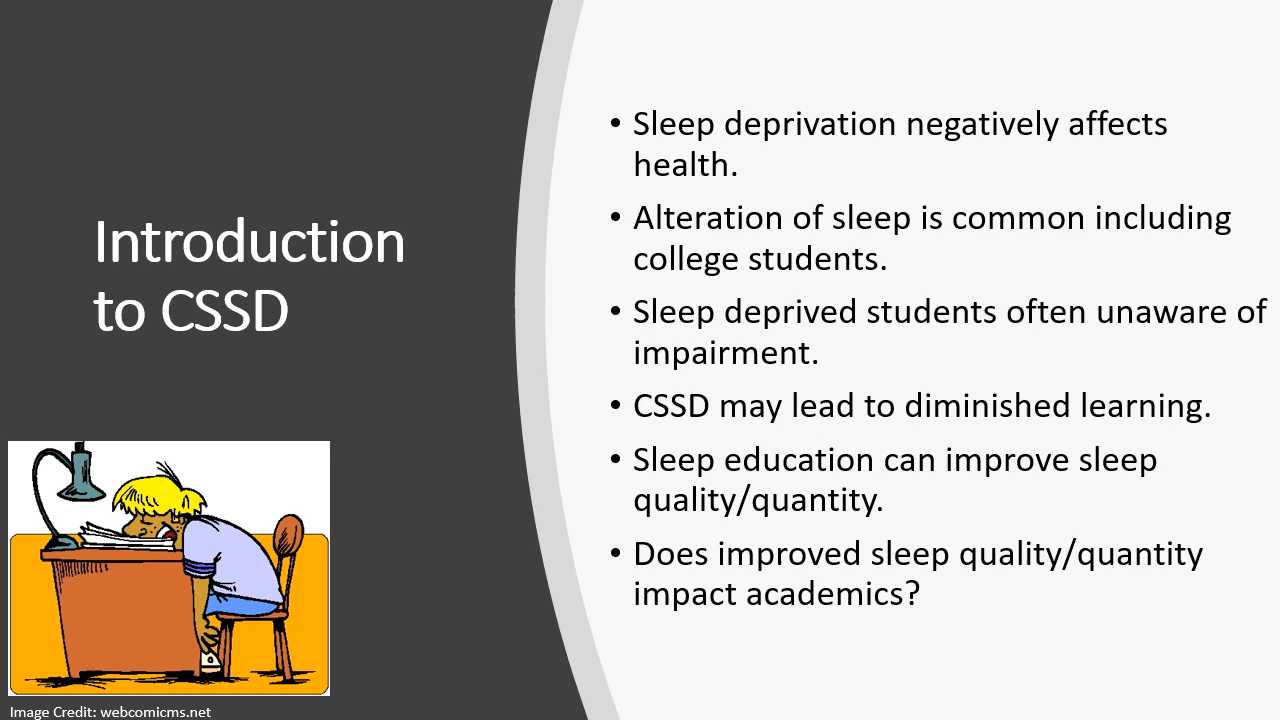 Introduction
to CSSD
• Sleep deprivation negatively affects
health.
• Alteration of sleep is common including
college students.
• Sleep deprived students often unaware of
impairment.
• CSSD may lead to diminished learning.
• Sleep education can improve sleep
quality/quantity.
• Does improved sleep quality/quantity
impact academics?
Image Credit: webcomicms.net